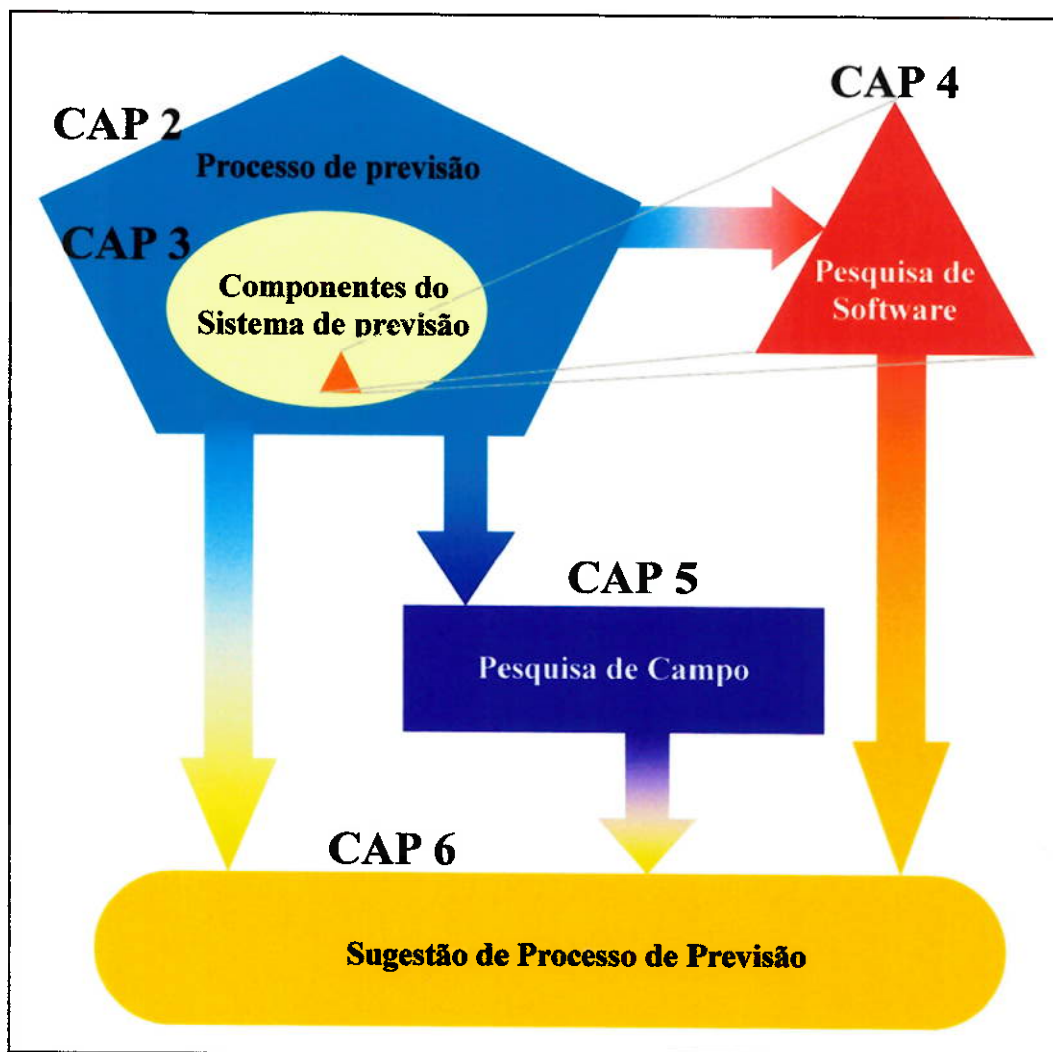 CAP 2
Processo de previsão
CAP 3
Componentes do
Sistema de previsão
CAP 4
Pesquisa de
Software
CAP 5
Pesquisa de Campo
CAP 6
Sugestão de Processo de Previsão